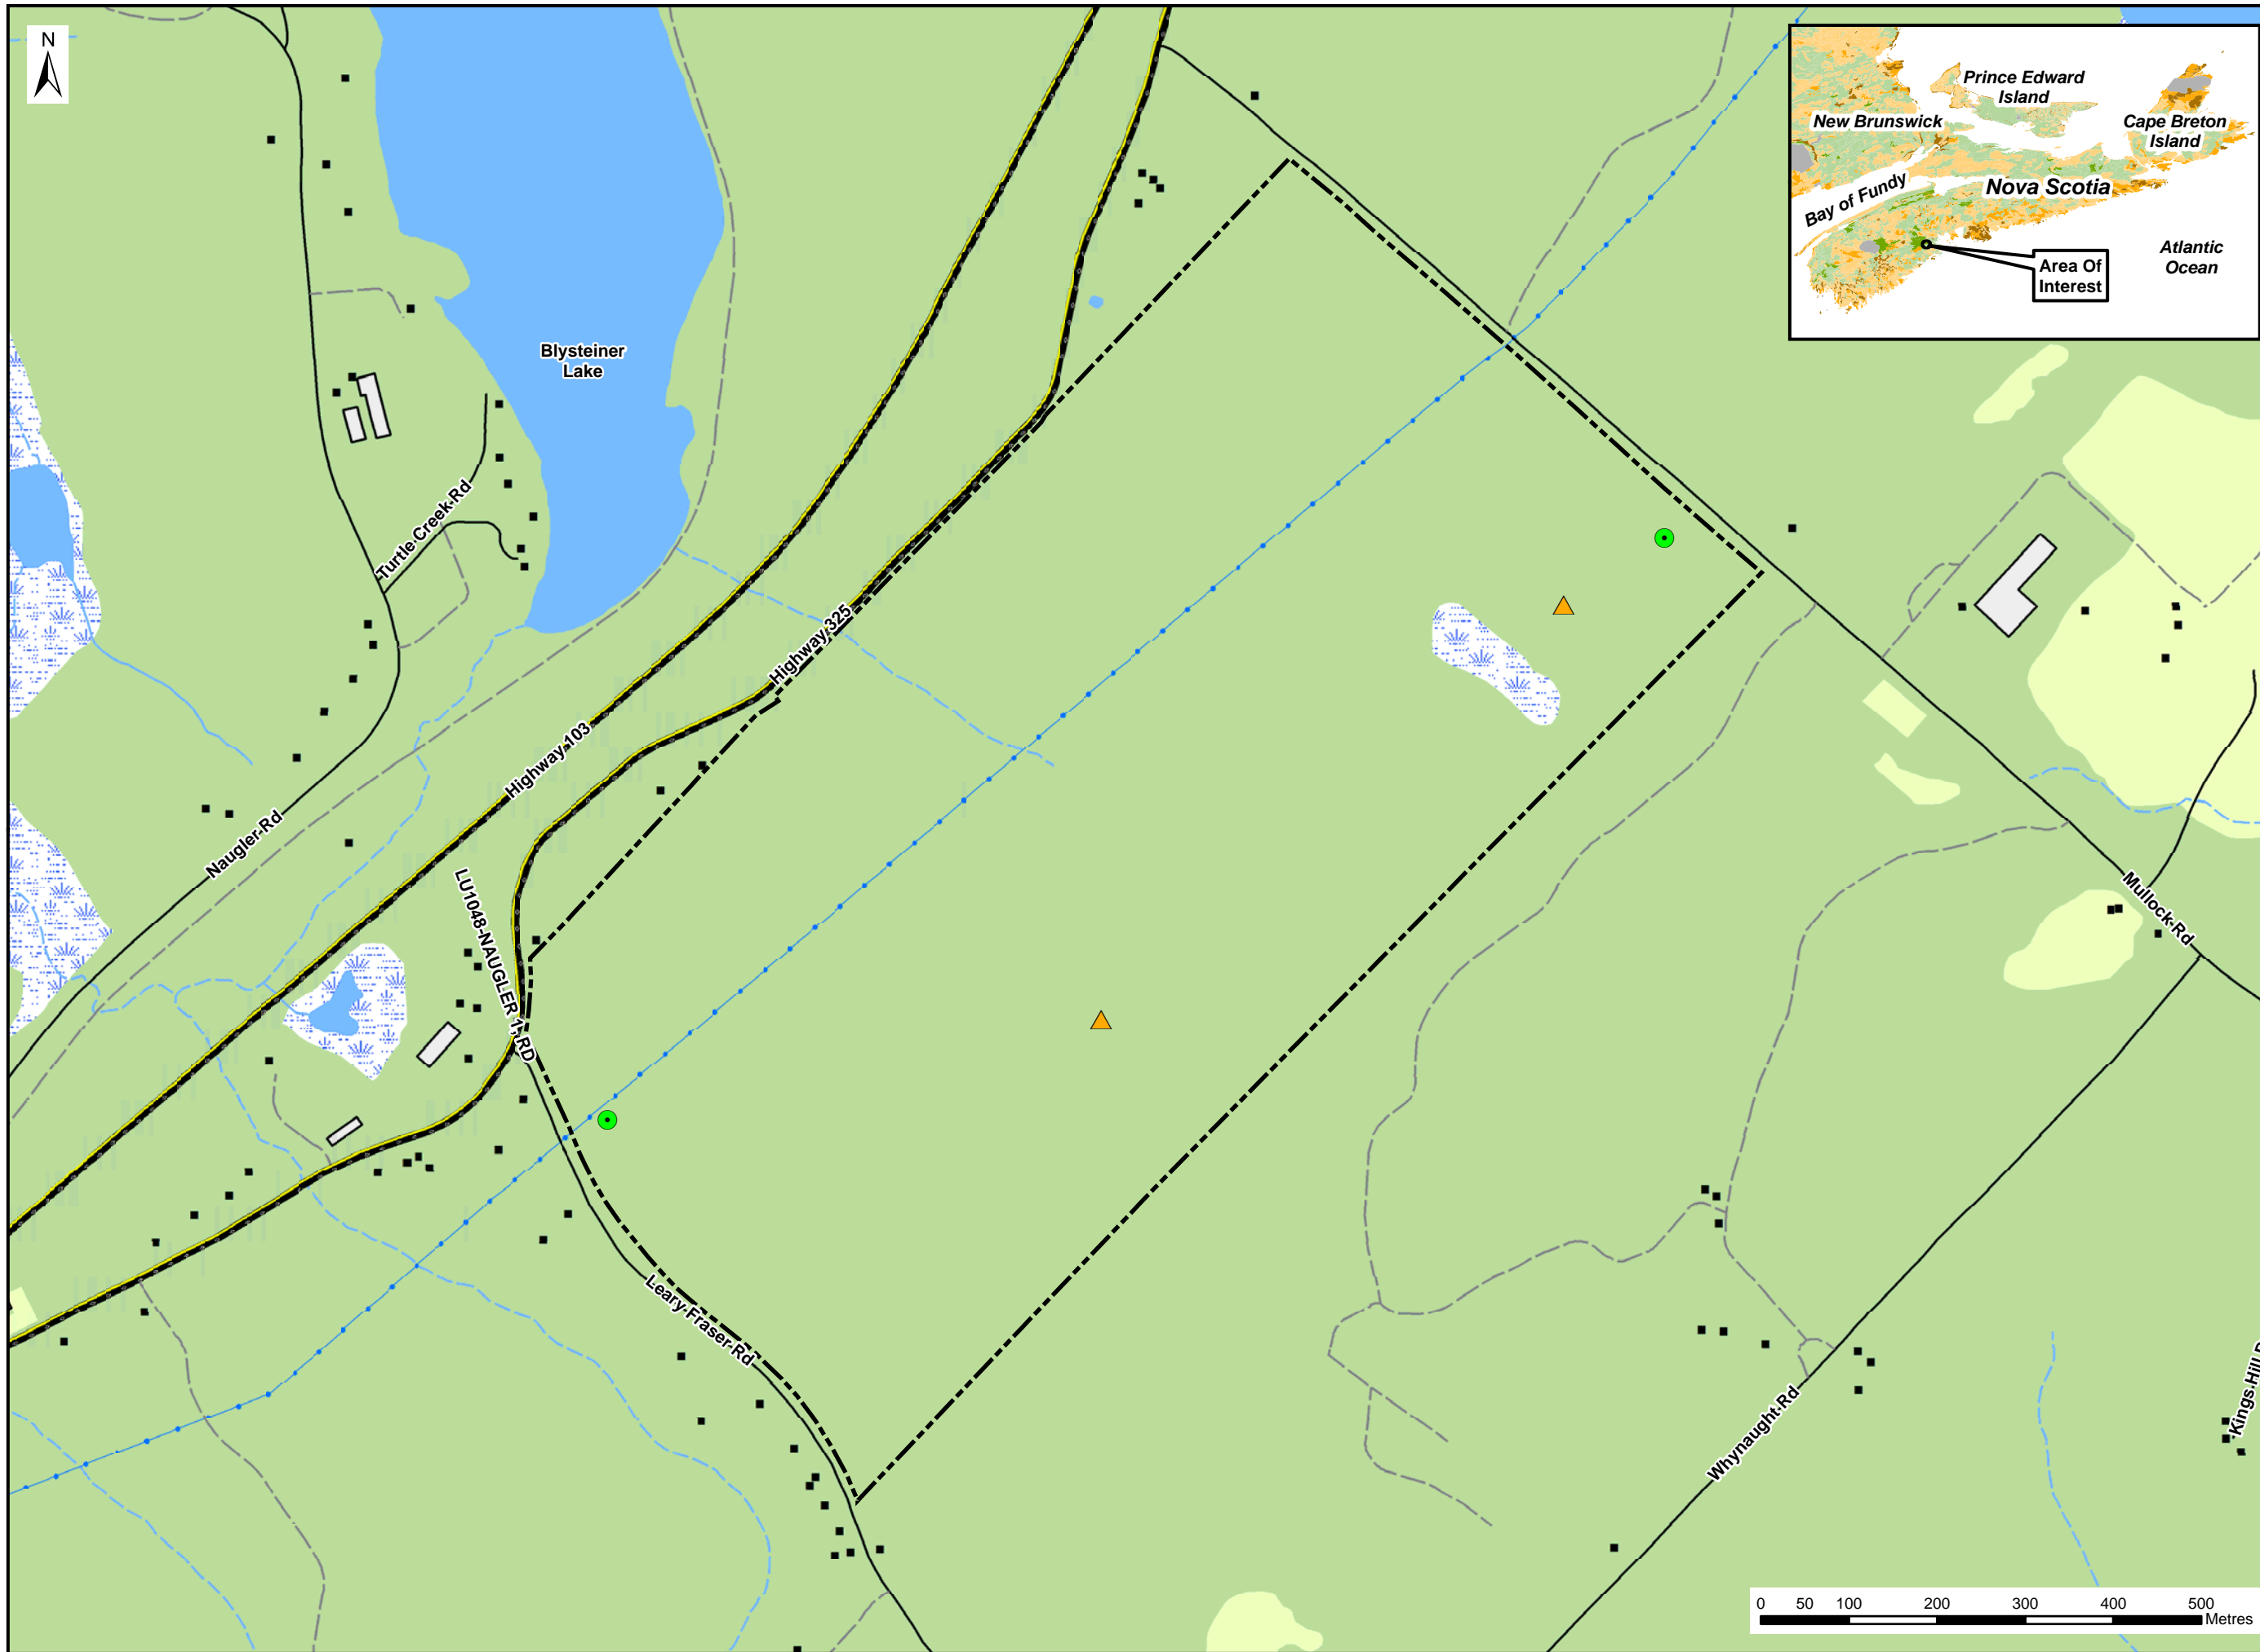 N
Prince Edward
Island
New Brunswick
Cape Breton
Island
Bay of Fundy
Nova Scotia
Atlantic
Ocean
Area Of
Interest
Blysteiner
Lake
Turtle Creek Rd
Highway 325
Highway 103
Naugler Rd
LU1048-NAUGLER 1, RD
Mullock Rd
Leary Fraser Rd
Whynaught Rd
Kings Hill
0 50 100 200 300 400 500
Metres